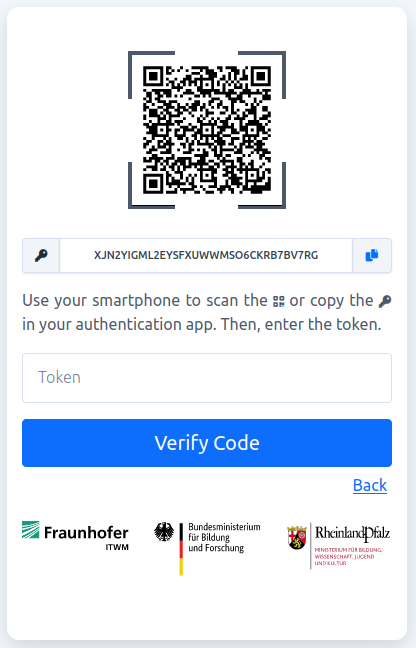 XJN2YIGML2EYSFXUWWMSO6CKRB7BV7RG
Use your smartphone to scan the or copy the
in your authentication app. Then, enter the token.
Token
Verify Code
Back
Fraunhofer
ITWM
Bundesministerium
für Bildung
und Forschung
RheinlandPfalz
MINISTERIUM FÜR BILDUNG,
WISSENSCHAFT, JUGEND
UND KULTUR